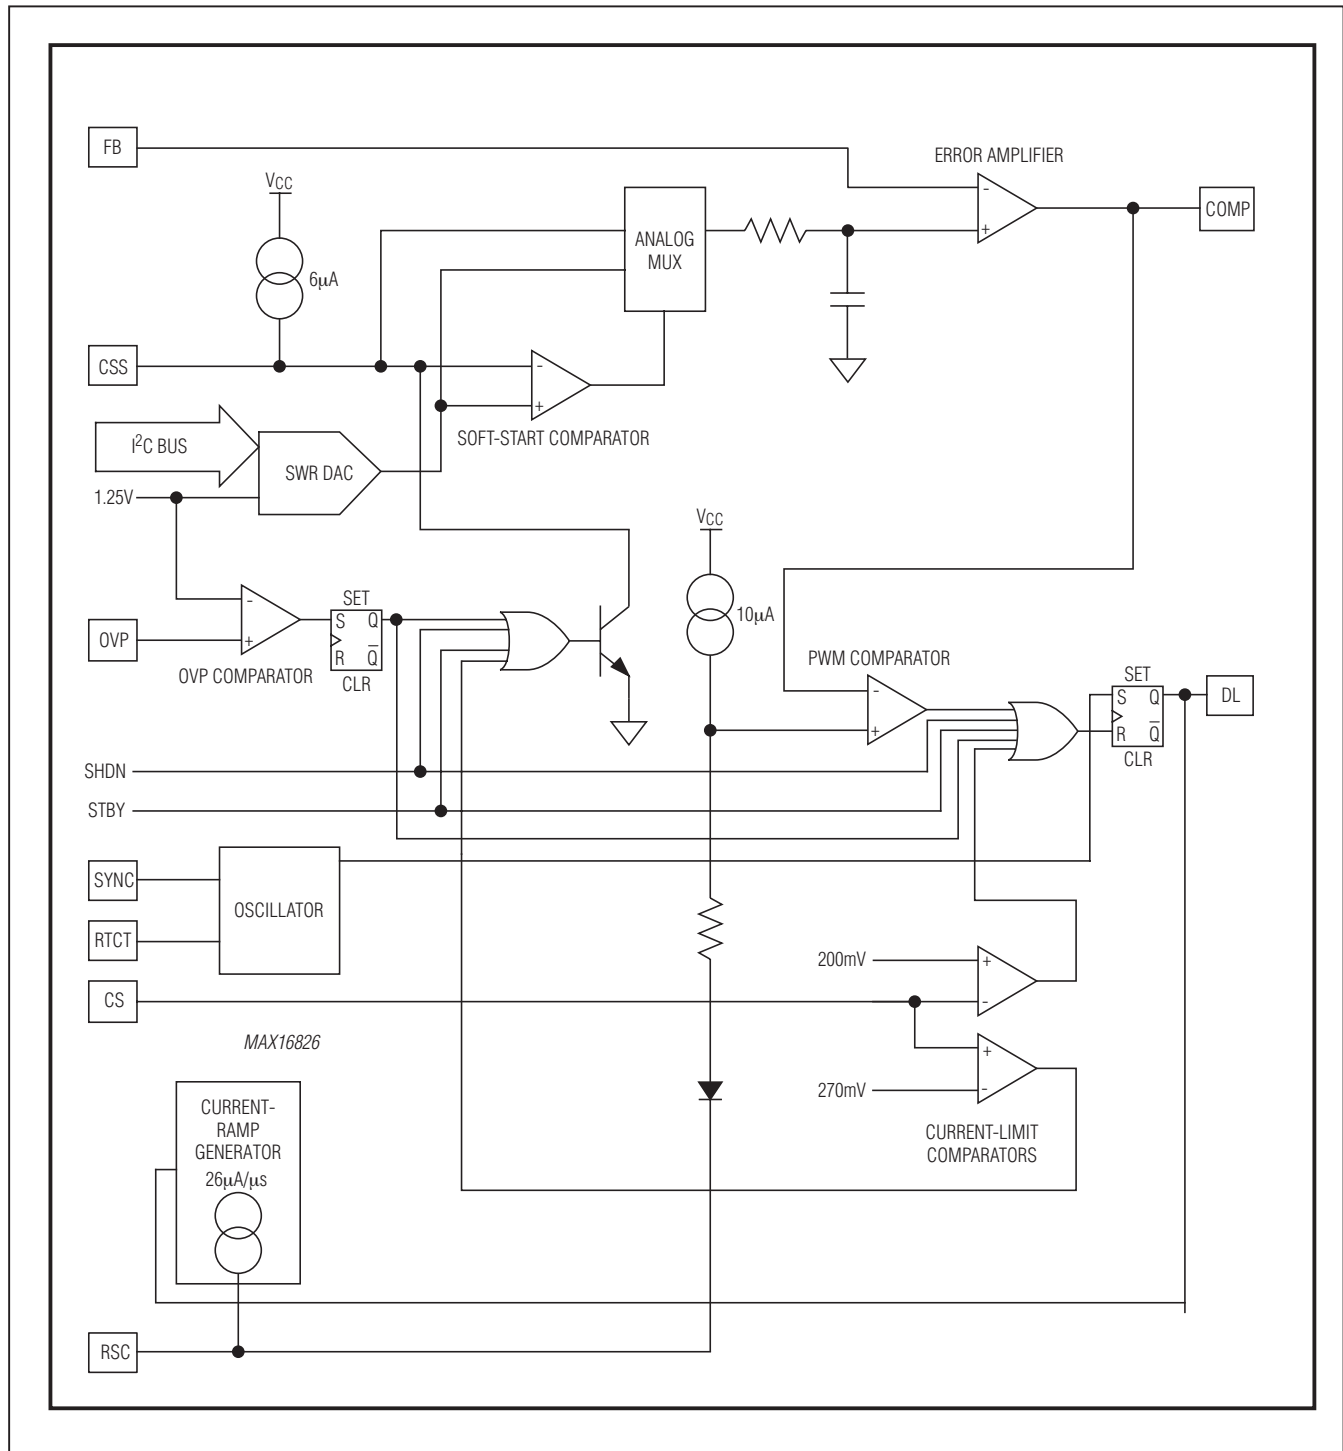 FB
VCC
6µA
ANALOG
MUX
ERROR AMPLIFIER
-
+
COMP
CSS
-
+
SOFT-START COMPARATOR
I2C BUS
SWR DAC
1.25V
VCC
10µA
-
+
OVP
OVP COMPARATOR
SET
S Q
R Q
CLR
PWM COMPARATOR
-
+
SET
S Q
R Q
CLR
DL
SHDN
STBY
SYNC
RTCT
OSCILLATOR
CS
200mV
+
-
MAX16826
270mV
+
-
CURRENT-LIMIT
COMPARATORS
CURRENT-
RAMP
GENERATOR
26µA/µs
RSC